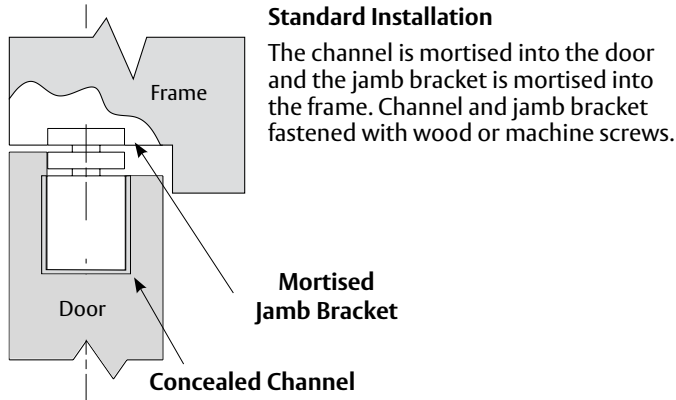 Standard Installation
The channel is mortised into the door
and the jamb bracket is mortised into
the frame. Channel and jamb bracket
fastened with wood or machine screws.
Frame
Mortised
Jamb Bracket
Door
Concealed Channel